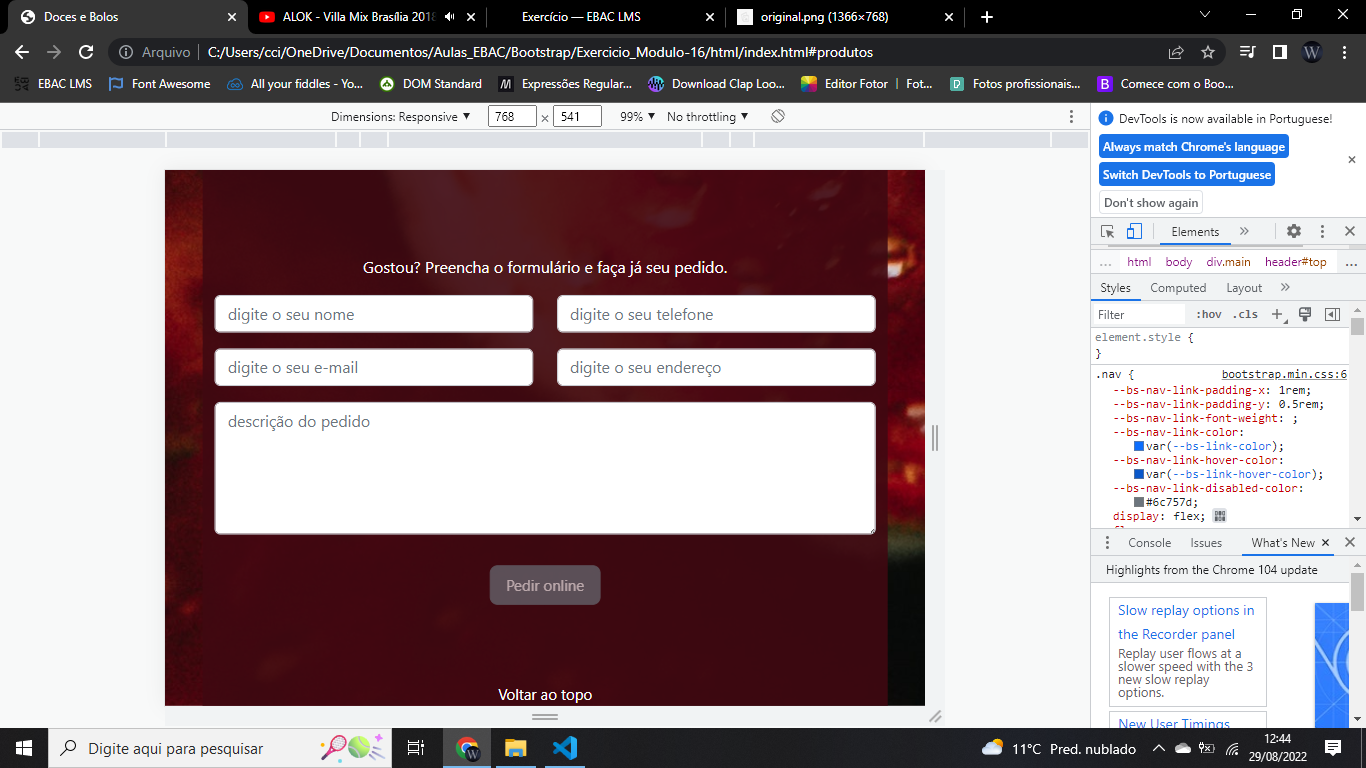 Doces e Bolos
ALOK - Villa Mix Brasília 2018
Exercício — EBAC LMS
original.png (1366×768)
Arquivo
C:/Users/cci/OneDrive/Documentos/Aulas_EBAC/Bootstrap/Exercicio_Modulo-16/html/index.html#produtos
W
EBAC LMS
Font Awesome
All your fiddles - Yo...
DOM Standard
Expressões Regular...
Download Clap Loo...
Editor Fotor | Fot...
Fotos profissionais...
Comece com o Boo...
Dimensions: Responsive
768
×
541
99%
No throttling
DevTools is now available in Portuguese!
Always match Chrome's language
Switch DevTools to Portuguese
Don't show again
Elements
...
html
body
div.main
header#top
...
Styles
Computed
Layout
Filter
:hov
.cls
element.style {
}
.nav {
bootstrap.min.css:6
--bs-nav-link-padding-x: 1rem;
--bs-nav-link-padding-y: 0.5rem;
--bs-nav-link-font-weight: ;
--bs-nav-link-color:
var(--bs-link-color);
--bs-nav-link-hover-color:
var(--bs-link-hover-color);
--bs-nav-link-disabled-color:
#6c757d;
display: flex;
Console
Issues
What's New
Highlights from the Chrome 104 update
Slow replay options in
the Recorder panel
Replay user flows at a
slower speed with the 3
new slow replay
options.
New User Timings
Gostou? Preencha o formulário e faça já seu pedido.
digite o seu nome
digite o seu telefone
digite o seu e-mail
digite o seu endereço
descrição do pedido
Pedir online
Voltar ao topo
Digite aqui para pesquisar
11°C Pred. nublado
12:44
29/08/2022